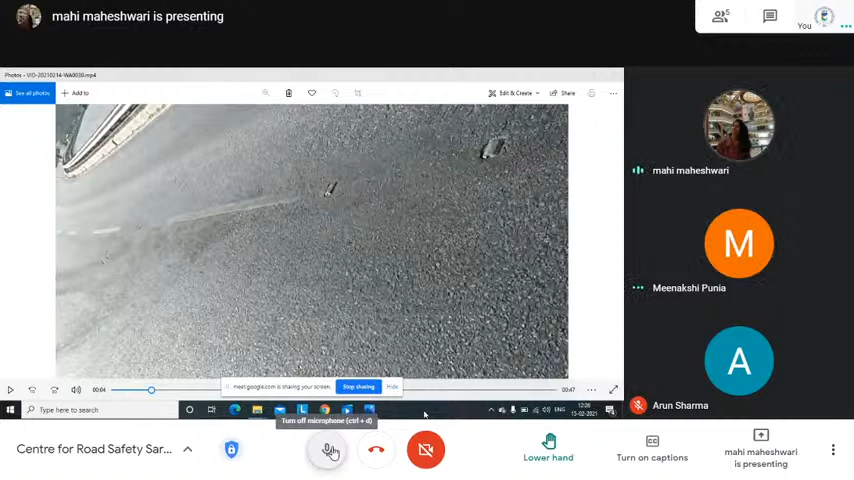 mahi maheshwari is presenting
5
You
Photos - VID-20210214-WA0030.mp4
See all photos
Add to
Edit & Create
Share
mahi maheshwari
M
Meenakshi Punia
A
Arun Sharma
00:04
00:47
meet.google.com is sharing your screen.
Stop sharing
Hide
Type here to search
ENG
12:26
15-02-2021
Turn off microphone (ctrl + d)
Centre for Road Safety Sar...
Lower hand
Turn on captions
mahi maheshwari
is presenting